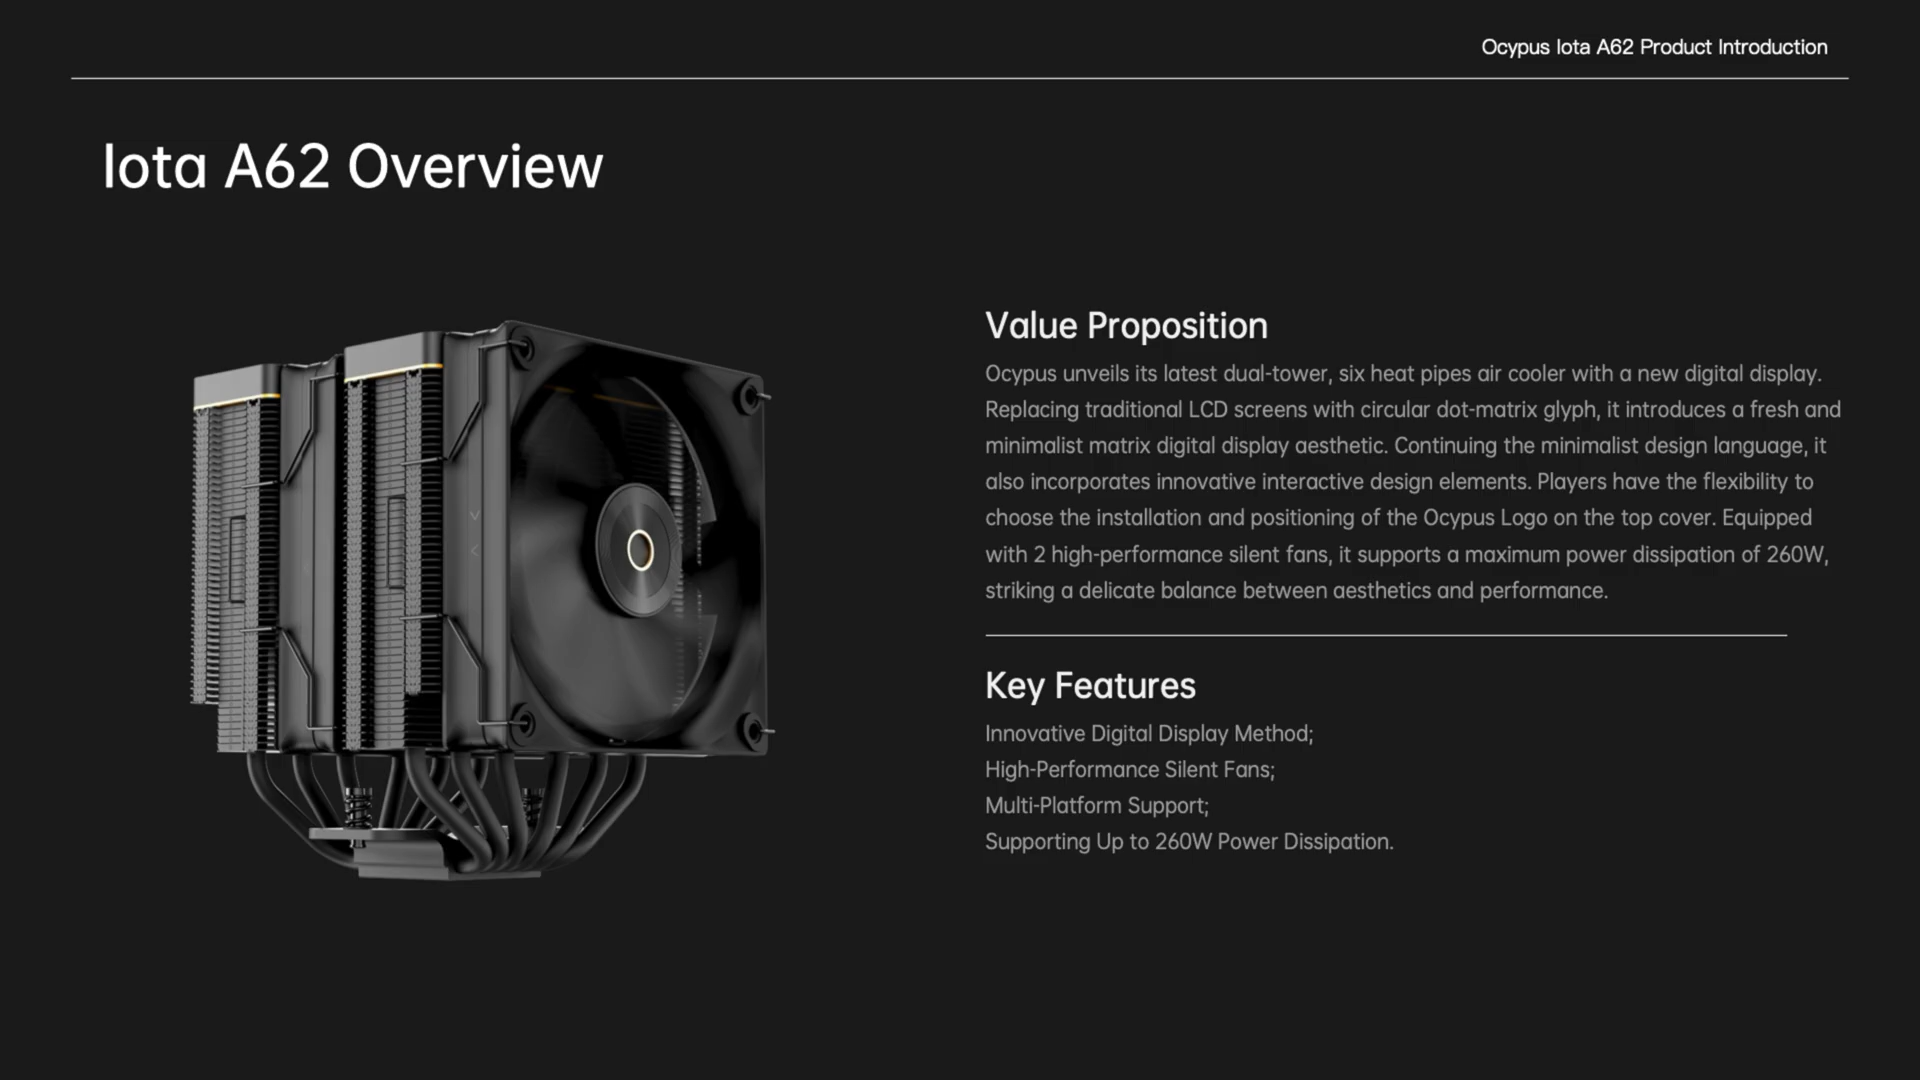 Ocypus Iota A62 Product Introduction
Iota A62 Overview
Value Proposition
Ocypus unveils its latest dual-tower, six heat pipes air cooler with a new digital display.
Replacing traditional LCD screens with circular dot-matrix glyph, it introduces a fresh and
minimalist matrix digital display aesthetic. Continuing the minimalist design language, it
also incorporates innovative interactive design elements. Players have the flexibility to
choose the installation and positioning of the Ocypus Logo on the top cover. Equipped
with 2 high-performance silent fans, it supports a maximum power dissipation of 260W,
striking a delicate balance between aesthetics and performance.
Key Features
Innovative Digital Display Method;
High-Performance Silent Fans;
Multi-Platform Support;
Supporting Up to 260W Power Dissipation.